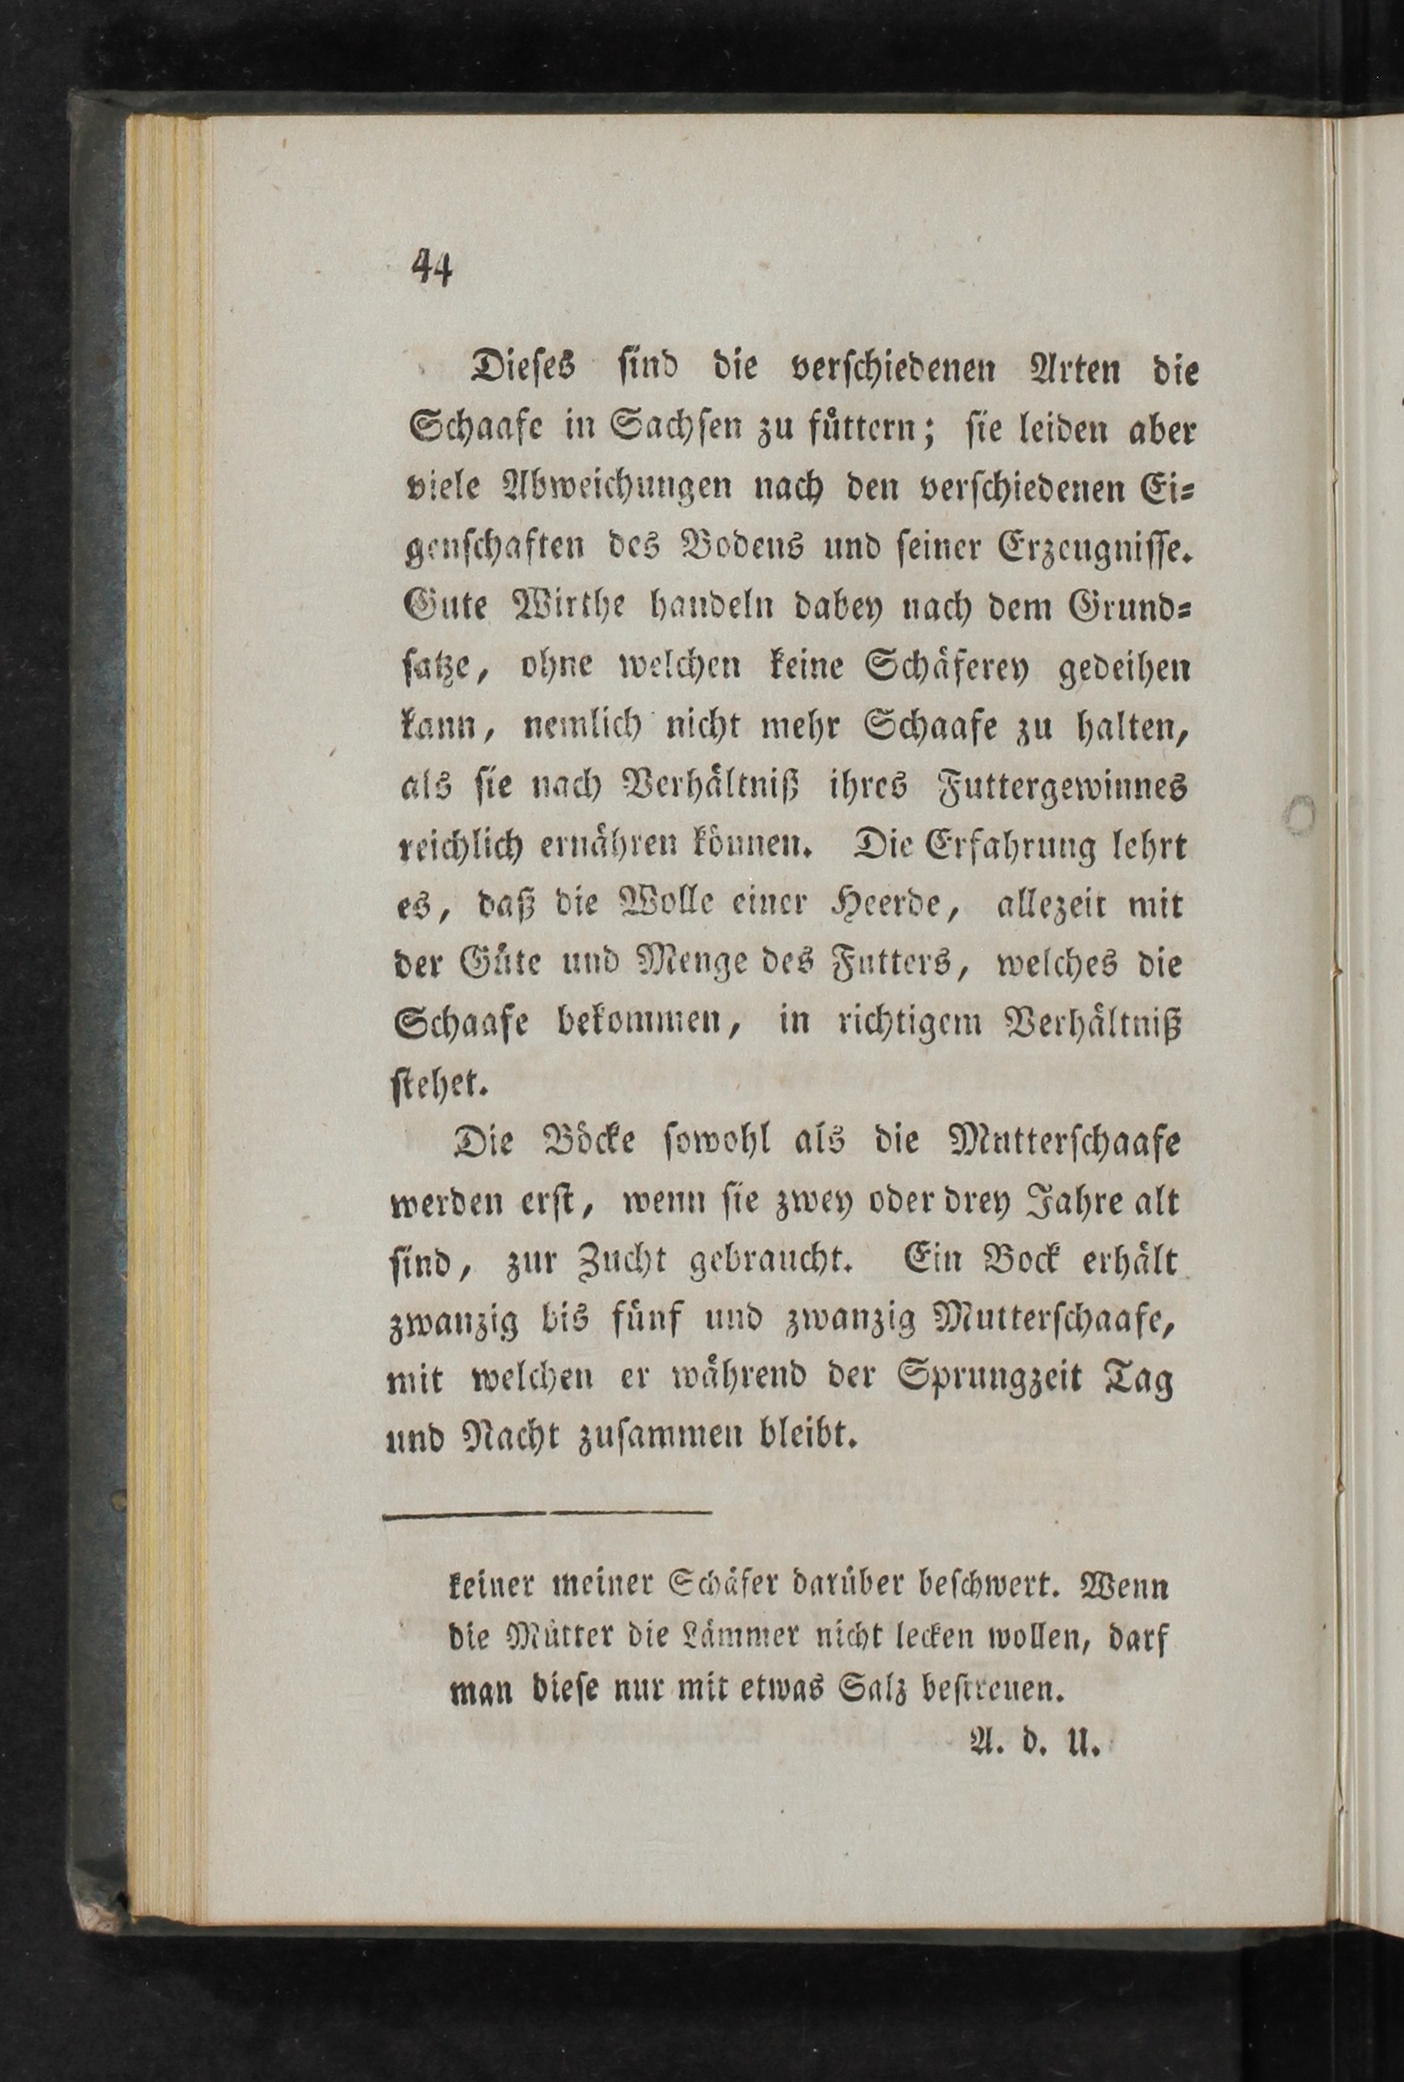 44
Dieses sind die verschiedenen Arten die
Schaafe in Sachsen zu füttern; sie leiden aber
viele Abweichungen nach den verschiedenen Ei-
genschaften des Bodens und seiner Erzeugnisse.
Gute Wirthe handeln dabey nach dem Grund-
satze, ohne welchen keine Schäferey gedeihen
kann, nemlich nicht mehr Schaafe zu halten,
als sie nach Verhältniß ihres Futtergewinnes
reichlich ernähren können. Die Erfahrung lehrt
es, daß die Wolle einer Heerde, allezeit mit
der Güte und Menge des Futters, welches die
Schaafe bekommen, in richtigem Verhältniß
stehet.
Die Böcke sowohl als die Mutterschaafe
werden erst, wenn sie zwey oder drey Jahre alt
sind, zur Zucht gebraucht. Ein Bock erhält
zwanzig bis fünf und zwanzig Mutterschaafe,
mit welchen er während der Sprungzeit Tag
und Nacht zusammen bleibt.
keiner meiner Schäfer darüber beschwert. Wenn
die Mütter die Lämmer nicht lecken wollen, darf
man diese nur mit etwas Salz bestreuen.
A. d. U.